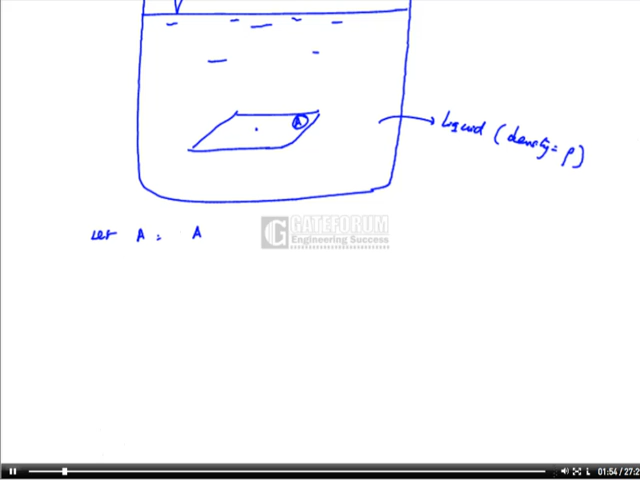 A
Liquid (density = ρ)
GATEFORUM
Engineering Success
Let A = A
01:54 / 27:2